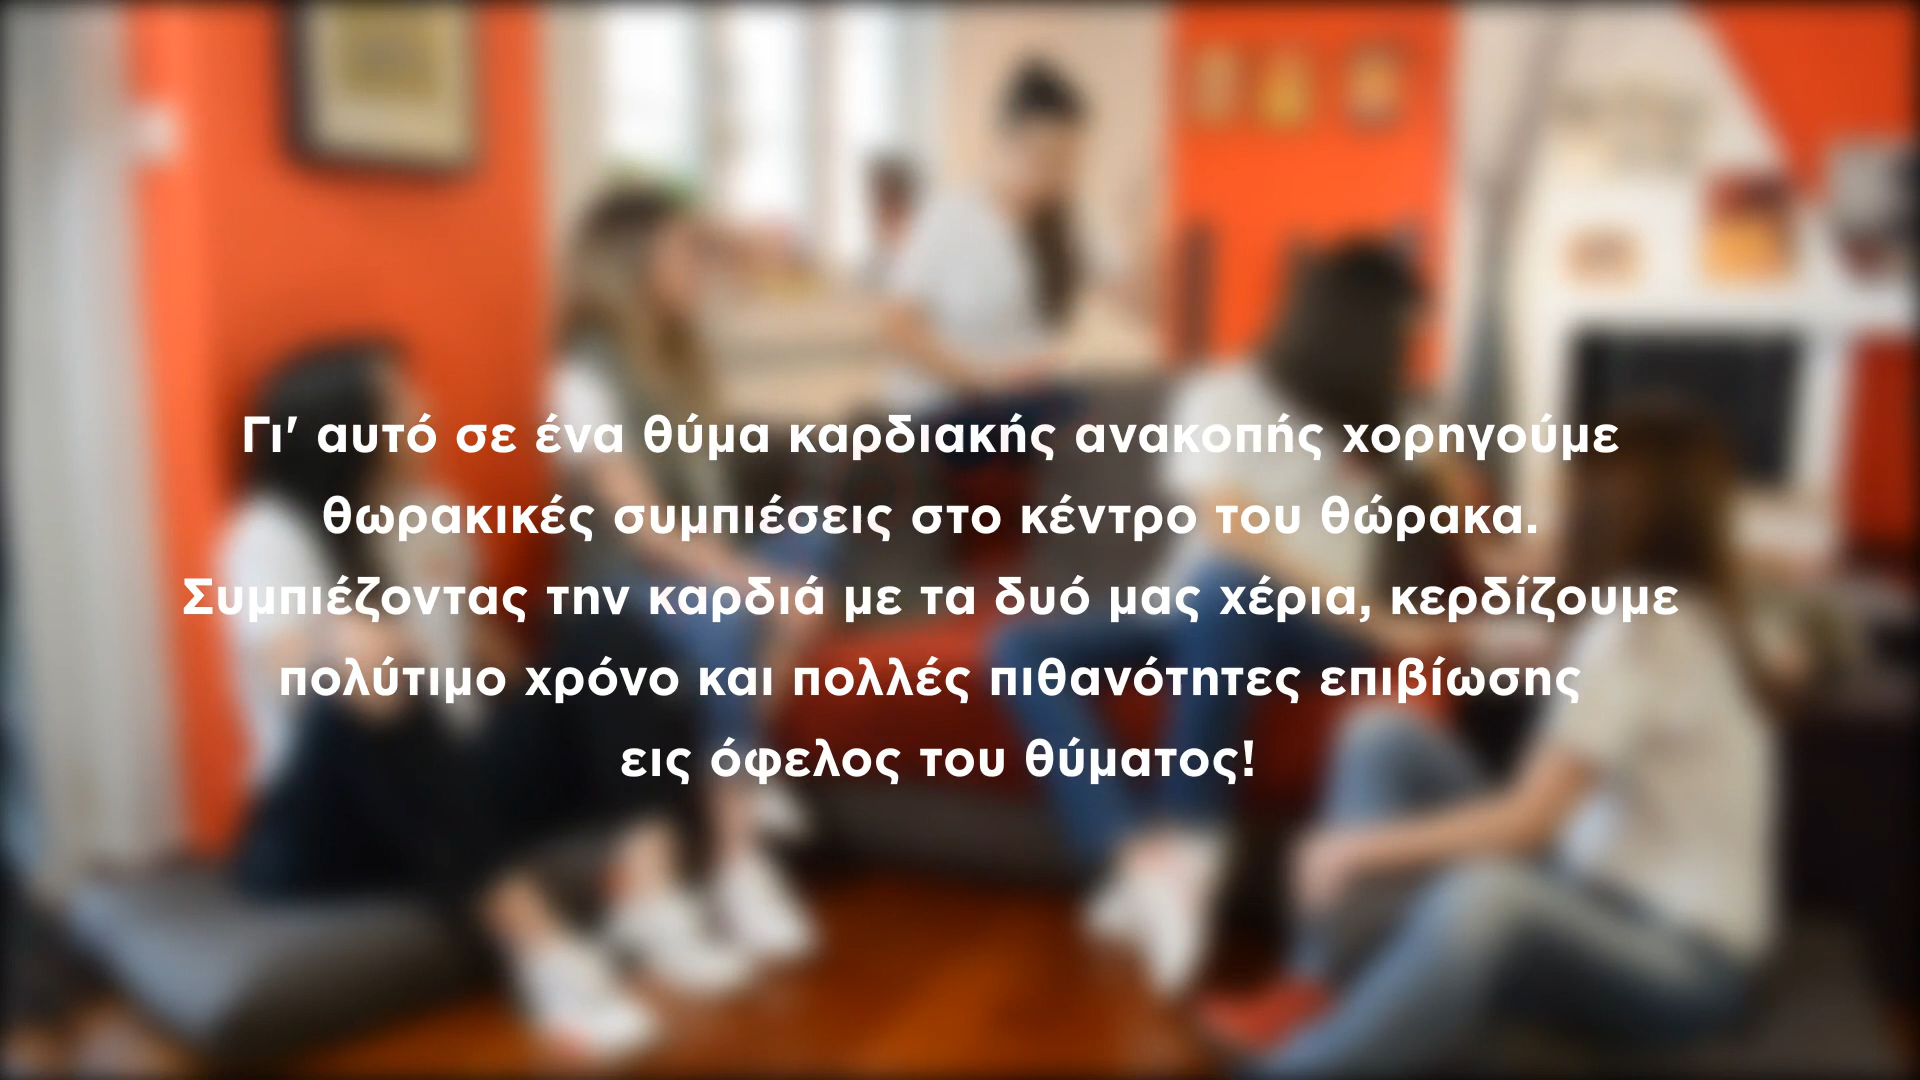 Γι' αυτό σε ένα θύμα καρδιακής ανακοπής χορηγούμε
θωρακικές συμπιέσεις στο κέντρο του θώρακα.
Συμπιέζοντας την καρδιά με τα δυό μας χέρια, κερδίζουμε
πολύτιμο χρόνο και πολλές πιθανότητες επιβίωσης
εις όφελος του θύματος!